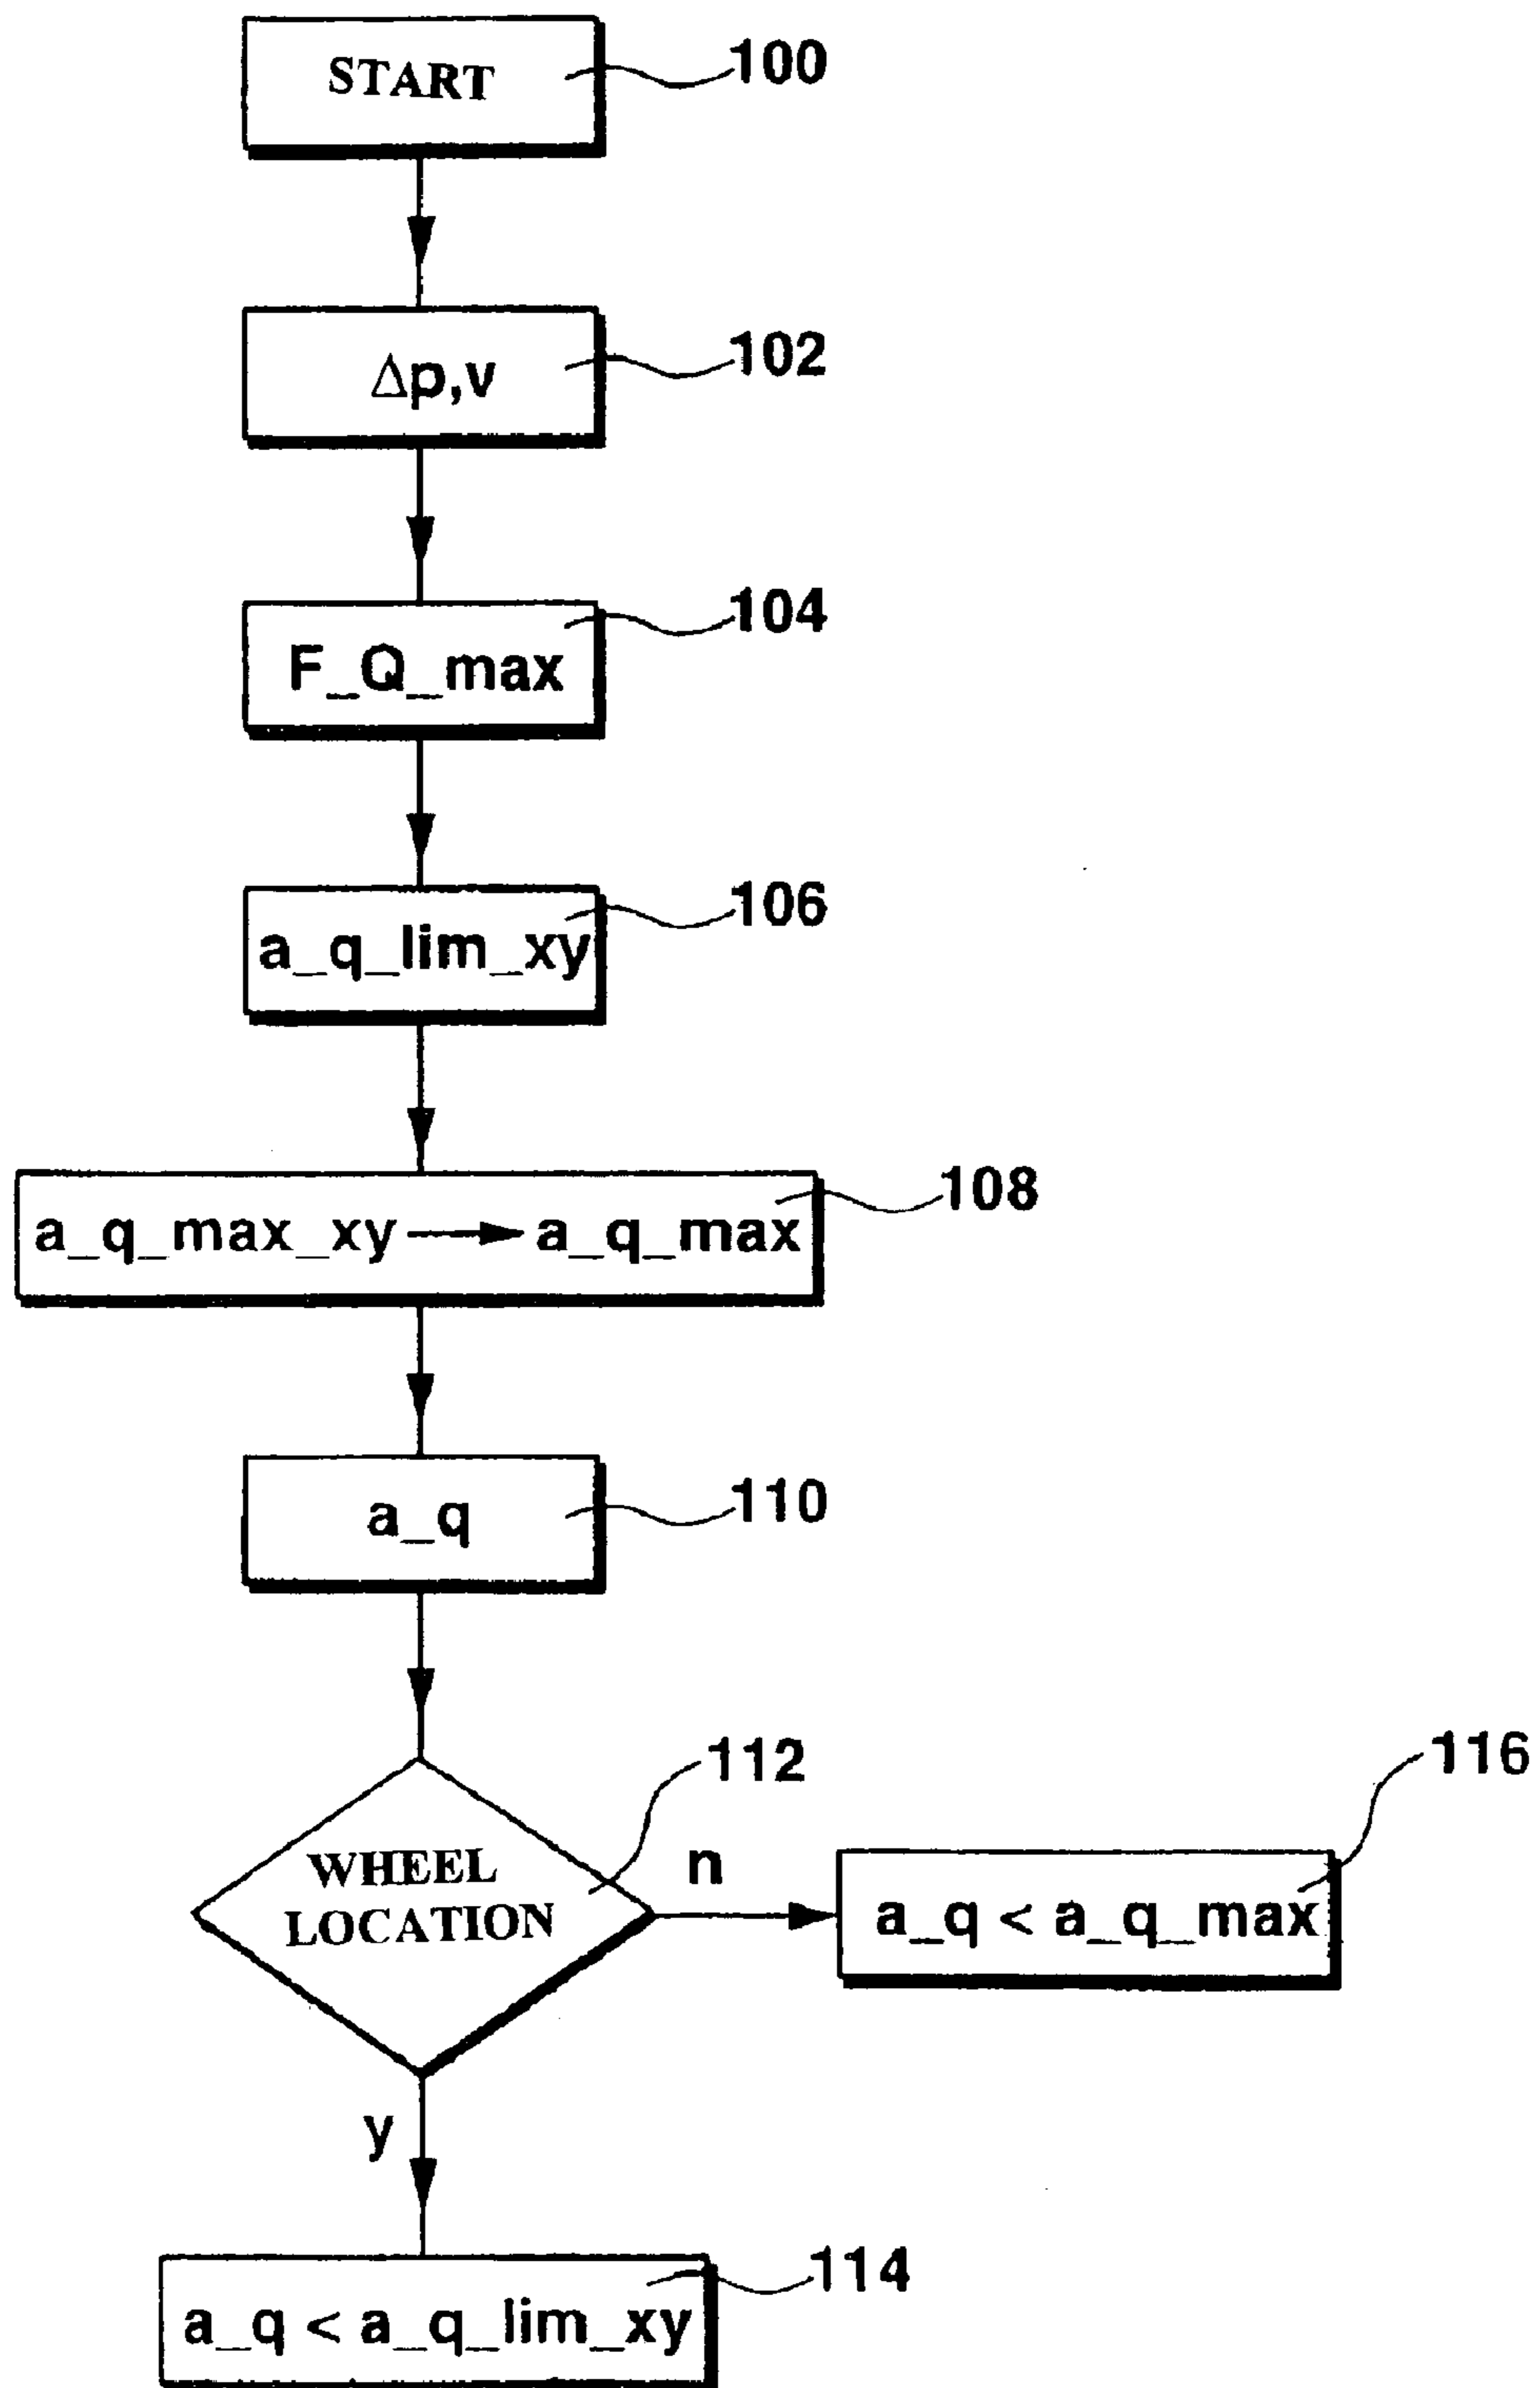 START
100
Δp,v
102
F_Q_max
104
a_q_lim_xy
106
a_q_max_xy → a_q_max
108
a_q
110
WHEEL
LOCATION
112
n
a_q < a_q_max
116
y
a_q < a_q_lim_xy
114